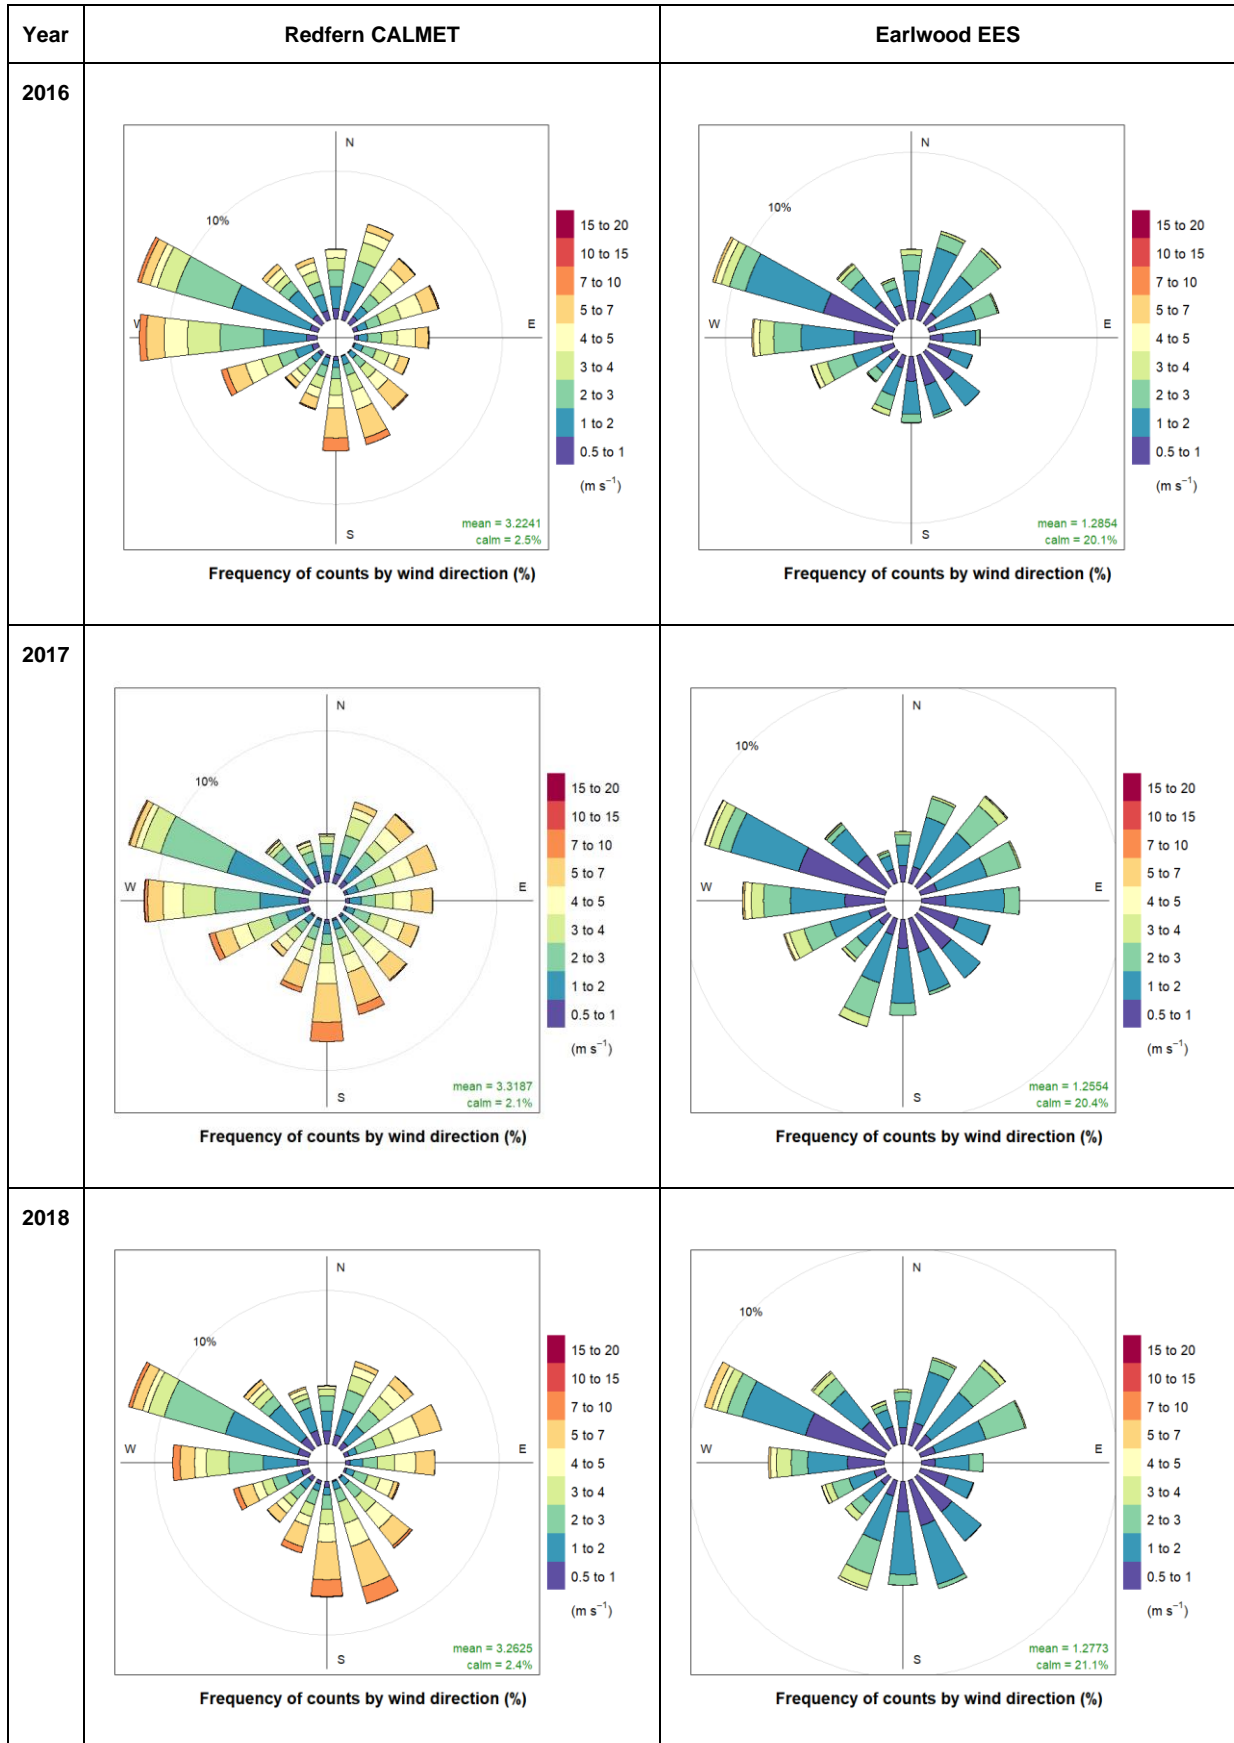 Year Redfern CALMET Earlwood EES
2016
N
10%
W E
S
15 to 20
10 to 15
7 to 10
5 to 7
4 to 5
3 to 4
2 to 3
1 to 2
0.5 to 1
(m s⁻¹)
mean = 3.2241
calm = 2.5%
Frequency of counts by wind direction (%)
N
10%
W E
S
15 to 20
10 to 15
7 to 10
5 to 7
4 to 5
3 to 4
2 to 3
1 to 2
0.5 to 1
(m s⁻¹)
mean = 1.2854
calm = 20.1%
Frequency of counts by wind direction (%)
2017
N
10%
W E
S
15 to 20
10 to 15
7 to 10
5 to 7
4 to 5
3 to 4
2 to 3
1 to 2
0.5 to 1
(m s⁻¹)
mean = 3.3187
calm = 2.1%
Frequency of counts by wind direction (%)
N
10%
W E
S
15 to 20
10 to 15
7 to 10
5 to 7
4 to 5
3 to 4
2 to 3
1 to 2
0.5 to 1
(m s⁻¹)
mean = 1.2554
calm = 20.4%
Frequency of counts by wind direction (%)
2018
N
10%
W E
S
15 to 20
10 to 15
7 to 10
5 to 7
4 to 5
3 to 4
2 to 3
1 to 2
0.5 to 1
(m s⁻¹)
mean = 3.2625
calm = 2.4%
Frequency of counts by wind direction (%)
N
10%
W E
S
15 to 20
10 to 15
7 to 10
5 to 7
4 to 5
3 to 4
2 to 3
1 to 2
0.5 to 1
(m s⁻¹)
mean = 1.2773
calm = 21.1%
Frequency of counts by wind direction (%)